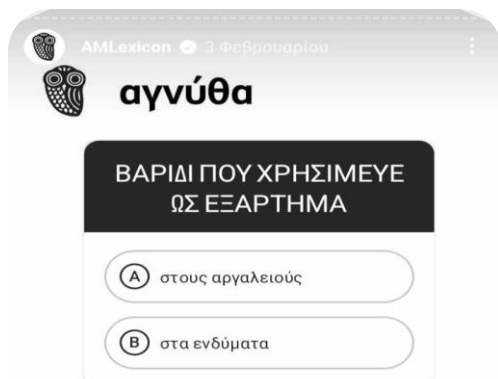 AMLexicon 3 Φεβρουαρίου
αγνύθα
ΒΑΡΙΔΙ ΠΟΥ ΧΡΗΣΙΜΕΥΕ
ΩΣ ΕΞΑΡΤΗΜΑ
A στους αργαλειούς
B στα ενδύματα